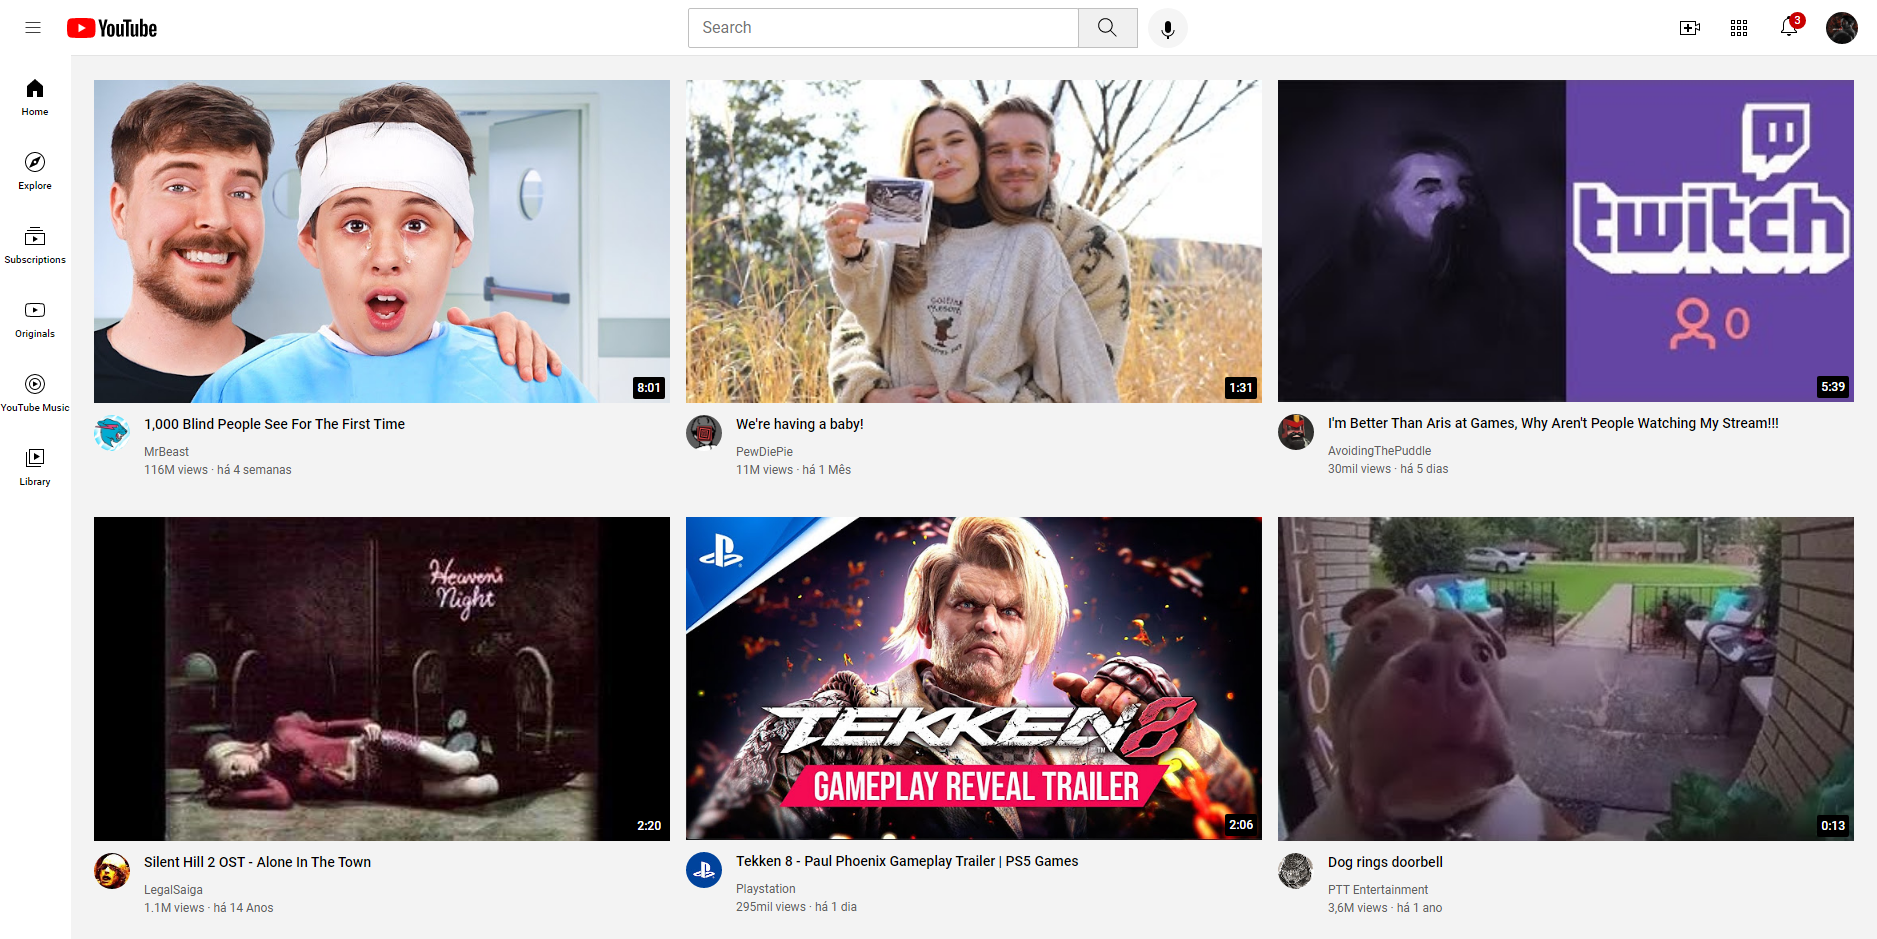 YouTube
Search
3
Home
Explore
Subscriptions
Originals
YouTube Music
Library
8:01
1,000 Blind People See For The First Time
MrBeast
116M views · há 4 semanas
1:31
We're having a baby!
PewDiePie
11M views · há 1 Mês
twitch
0
5:39
I'm Better Than Aris at Games, Why Aren't People Watching My Stream!!!
AvoidingThePuddle
30mil views · há 5 dias
Heaven's
Night
2:20
Silent Hill 2 OST - Alone In The Town
LegalSaiga
1.1M views · há 14 Anos
TEKKEN 8
GAMEPLAY REVEAL TRAILER
2:06
Tekken 8 - Paul Phoenix Gameplay Trailer | PS5 Games
Playstation
295mil views · há 1 dia
ELCOM
0:13
Dog rings doorbell
PTT Entertainment
3,6M views · há 1 ano